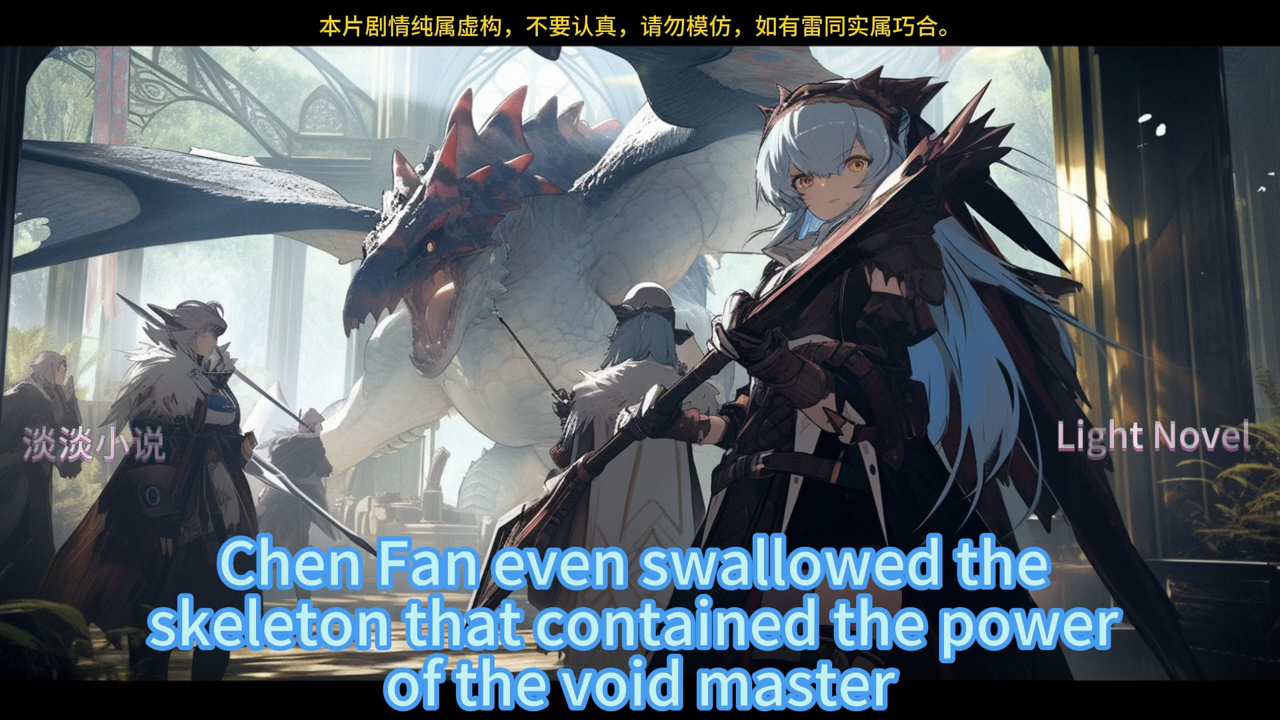 本片剧情纯属虚构，不要认真，请勿模仿，如有雷同实属巧合。
淡淡小说
Light Novel
Chen Fan even swallowed the
skeleton that contained the power
of the void master